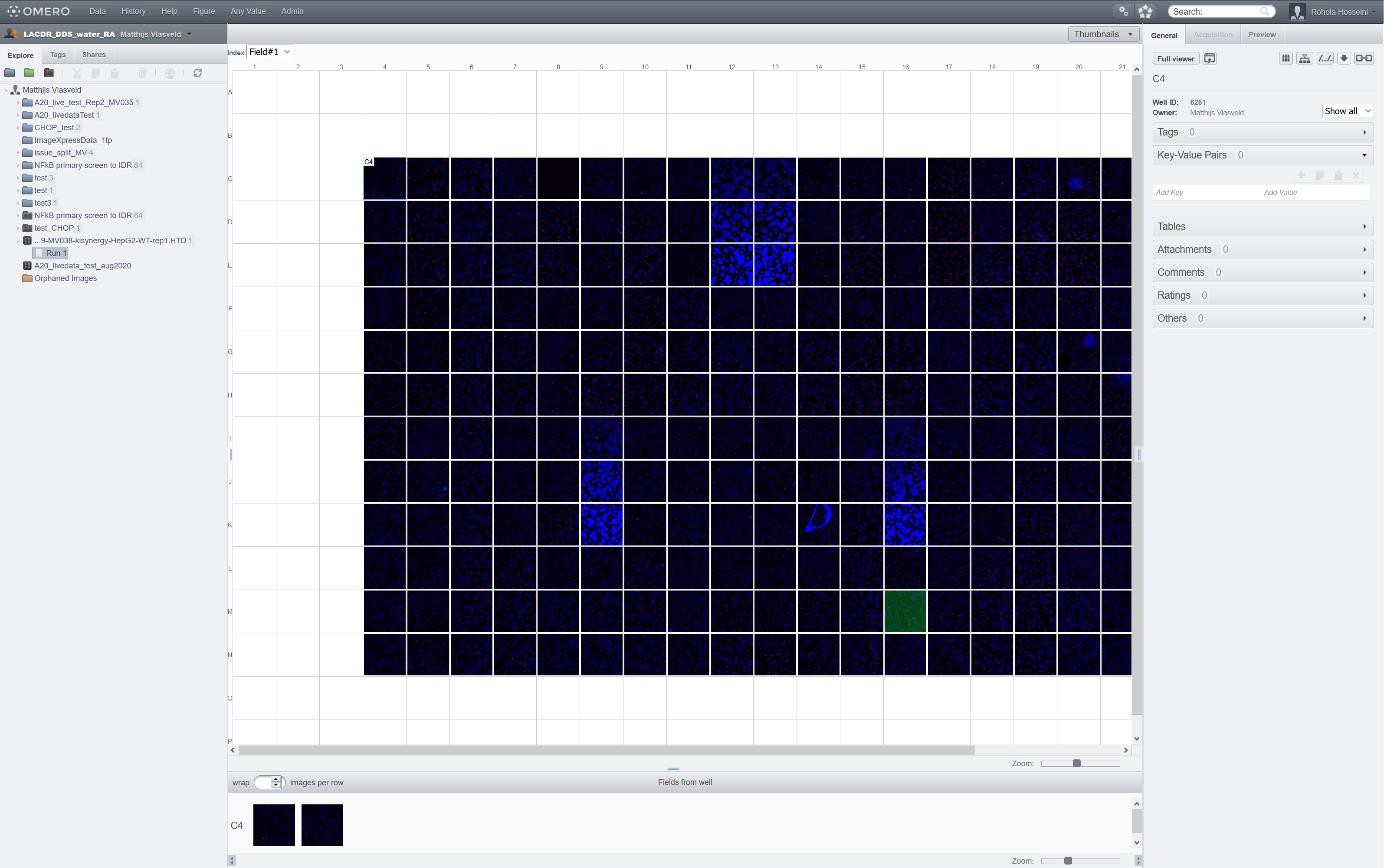 OMERO Data History Help Figure Any Value Admin Search: Rohola Hosseini
LACDR_DDS_water_RA Matthijs Vlasveld
Explore Tags Shares
Matthijs Vlasveld
A20_live_test_Rep2_MV035 1
A20_livedataTest 1
CHOP_test 2
ImageXpressData 1tp
issue_split_MV 4
NFkB primary screen to IDR 64
test 3
test 1
test3 1
NFkB primary screen to IDR 64
test_CHOP 1
...9-MV038-kisynergy-HepG2-WT-rep1.HTD 1
Run 1
A20_livedata_test_aug2020
Orphaned Images
Thumbnails
Index: Field#1
1 2 3 4 5 6 7 8 9 10 11 12 13 14 15 16 17 18 19 20 21
A
B
C4
C
D
E
F
G
H
I
J
K
L
M
N
O
P
Zoom:
wrap images per row Fields from well
C4
Zoom:
General Acquisition Preview
Full viewer
C4
Well ID: 6251
Owner: Matthijs Vlasveld
Show all
Tags 0
Key-Value Pairs 0
Add Key Add Value
Tables
Attachments 0
Comments 0
Ratings 0
Others 0